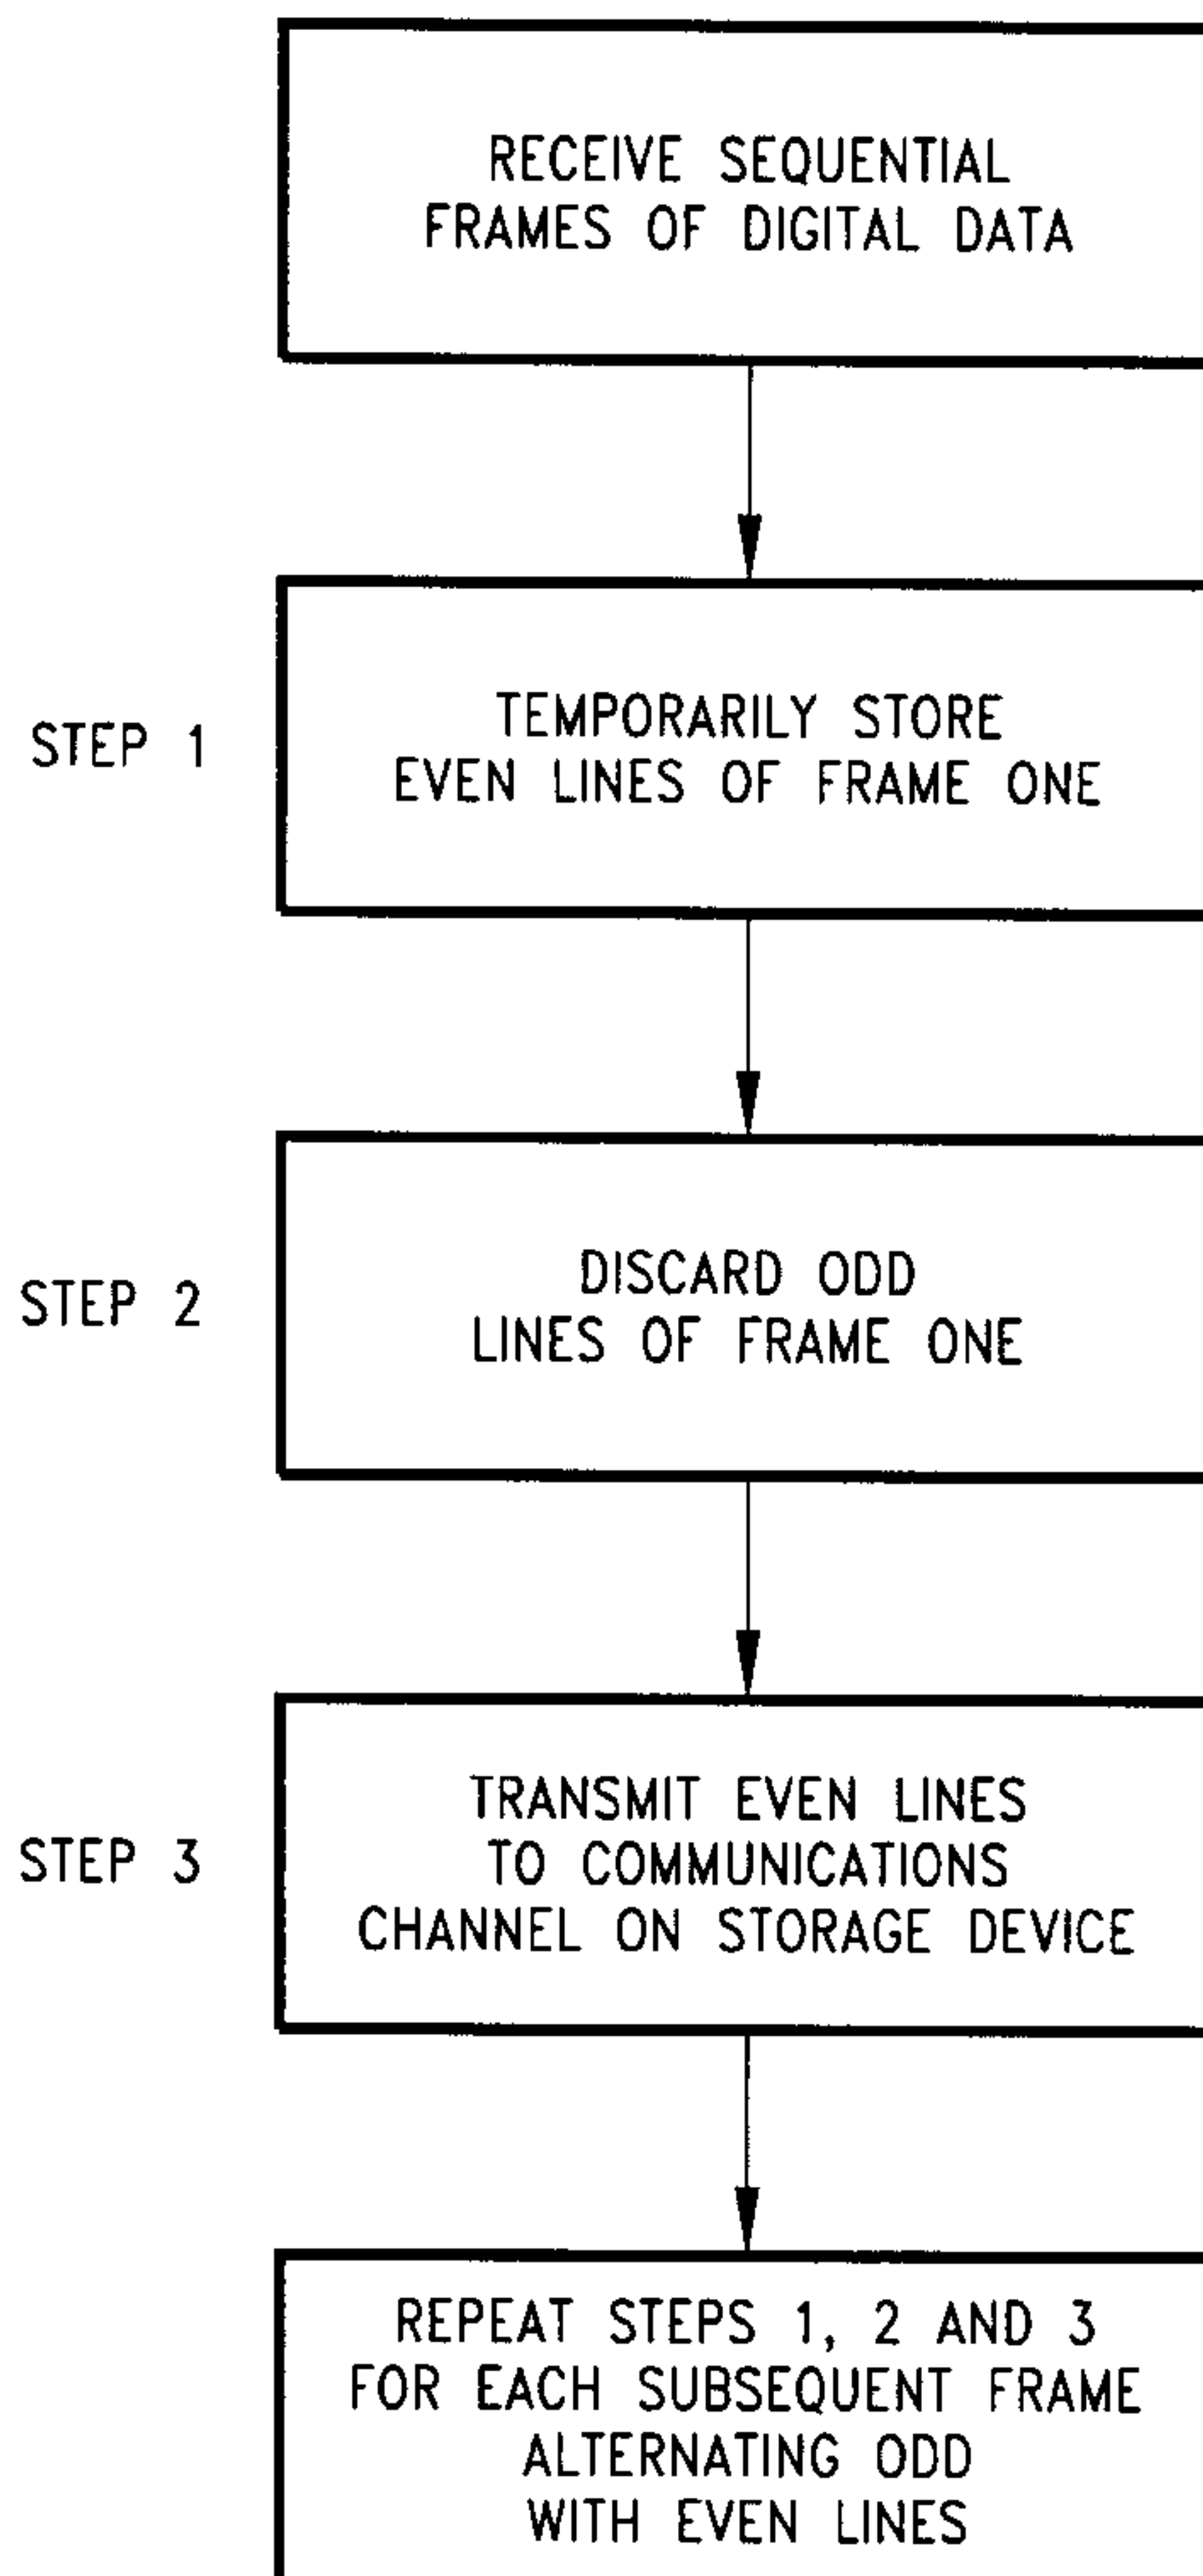 RECEIVE SEQUENTIAL
FRAMES OF DIGITAL DATA
STEP 1
TEMPORARILY STORE
EVEN LINES OF FRAME ONE
STEP 2
DISCARD ODD
LINES OF FRAME ONE
STEP 3
TRANSMIT EVEN LINES
TO COMMUNICATIONS
CHANNEL ON STORAGE DEVICE
REPEAT STEPS 1, 2 AND 3
FOR EACH SUBSEQUENT FRAME
ALTERNATING ODD
WITH EVEN LINES